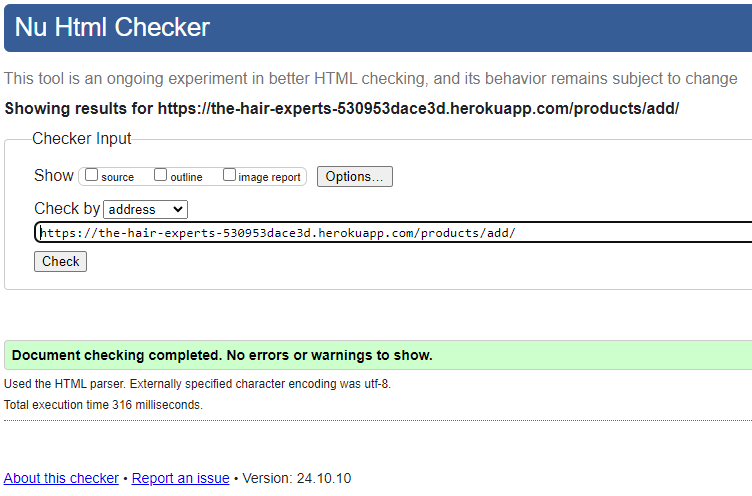 Nu Html Checker
This tool is an ongoing experiment in better HTML checking, and its behavior remains subject to change
Showing results for https://the-hair-experts-530953dace3d.herokuapp.com/products/add/
Checker Input
Show source outline image report Options...
Check by address
https://the-hair-experts-530953dace3d.herokuapp.com/products/add/
Check
Document checking completed. No errors or warnings to show.
Used the HTML parser. Externally specified character encoding was utf-8.
Total execution time 316 milliseconds.
About this checker • Report an issue • Version: 24.10.10